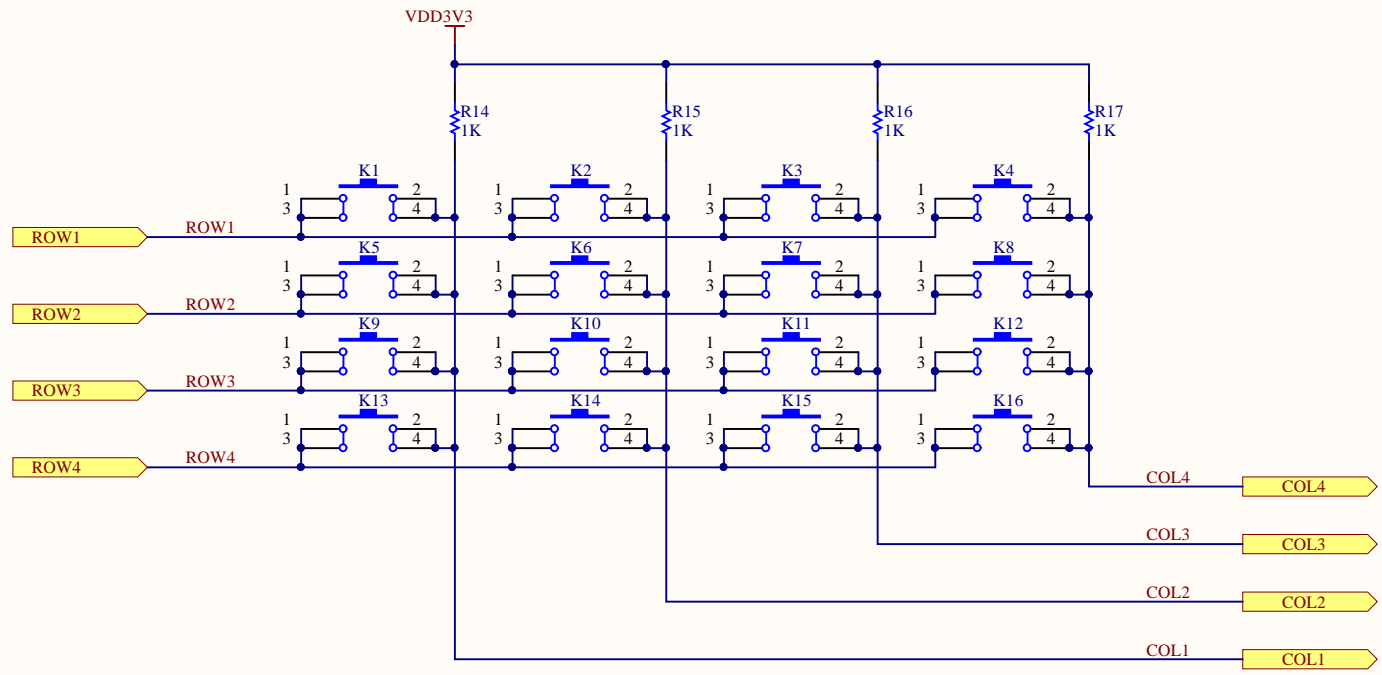 VDD3V3
R14 R15 R16 R17
1K 1K 1K 1K
K1 K2 K3 K4
1 2 1 2 1 2 1 2
3 4 3 4 3 4 3 4
ROW1 ROW1
K5 K6 K7 K8
1 2 1 2 1 2 1 2
3 4 3 4 3 4 3 4
ROW2 ROW2
K9 K10 K11 K12
1 2 1 2 1 2 1 2
3 4 3 4 3 4 3 4
ROW3 ROW3
K13 K14 K15 K16
1 2 1 2 1 2 1 2
3 4 3 4 3 4 3 4
ROW4 ROW4
COL4 COL4
COL3 COL3
COL2 COL2
COL1 COL1